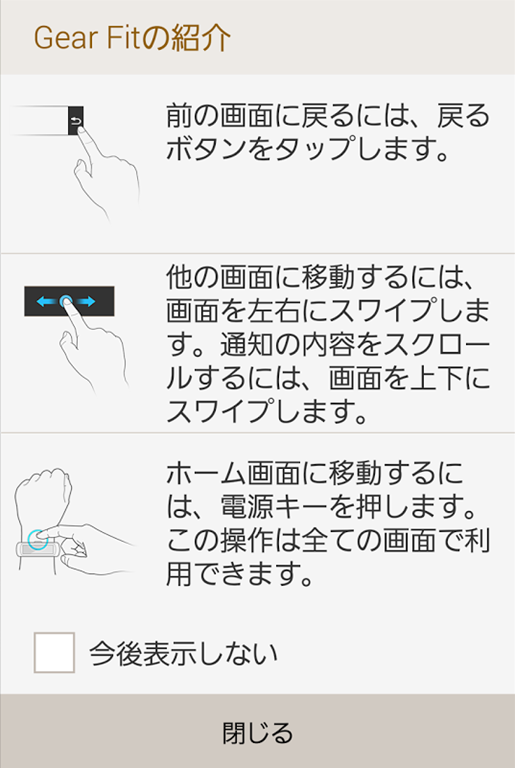 Gear Fitの紹介
前の画面に戻るには、戻る
ボタンをタップします。
他の画面に移動するには、
画面を左右にスワイプしま
す。通知の内容をスクロー
ルするには、画面を上下に
スワイプします。
ホーム画面に移動するに
は、電源キーを押します。
この操作は全ての画面で利
用できます。
今後表示しない
閉じる